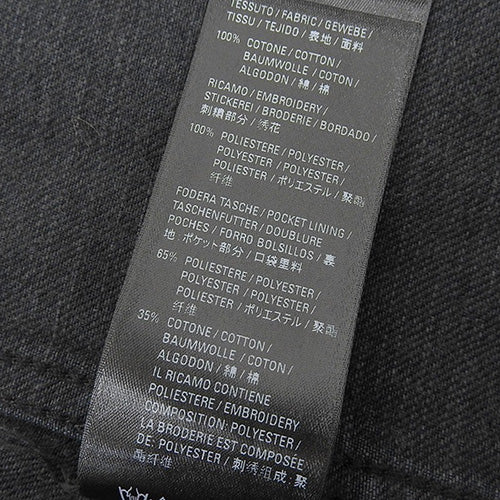 TESSUTO / FABRIC / GEWEBE /
TISSU / TEJIDO / 表地 / 面料
100% COTONE / COTTON /
BAUMWOLLE / COTON /
ALGODON / 綿 / 棉
RICAMO / EMBROIDERY /
STICKEREI / BRODERIE / BORDADO /
刺繍部分 / 绣花
100% POLIESTERE / POLYESTER /
POLYESTER / POLYESTER /
POLIESTER / ポリエステル / 聚酯
纤维
FODERA TASCHE / POCKET LINING /
TASCHENFUTTER / DOUBLURE
POCHES / FORRO BOLSILLOS / 裏
地:ポケット部分 / 口袋里料
65% POLIESTERE / POLYESTER /
POLYESTER / POLYESTER /
POLIESTER / ポリエステル / 聚酯
纤维
35% COTONE / COTTON /
BAUMWOLLE / COTON /
ALGODON / 綿 / 棉
IL RICAMO CONTIENE
POLIESTERE / EMBROIDERY
COMPOSITION: POLYESTER /
LA BRODERIE EST COMPOSÉE
DE: POLYESTER / 刺绣组成: 聚
酯纤维